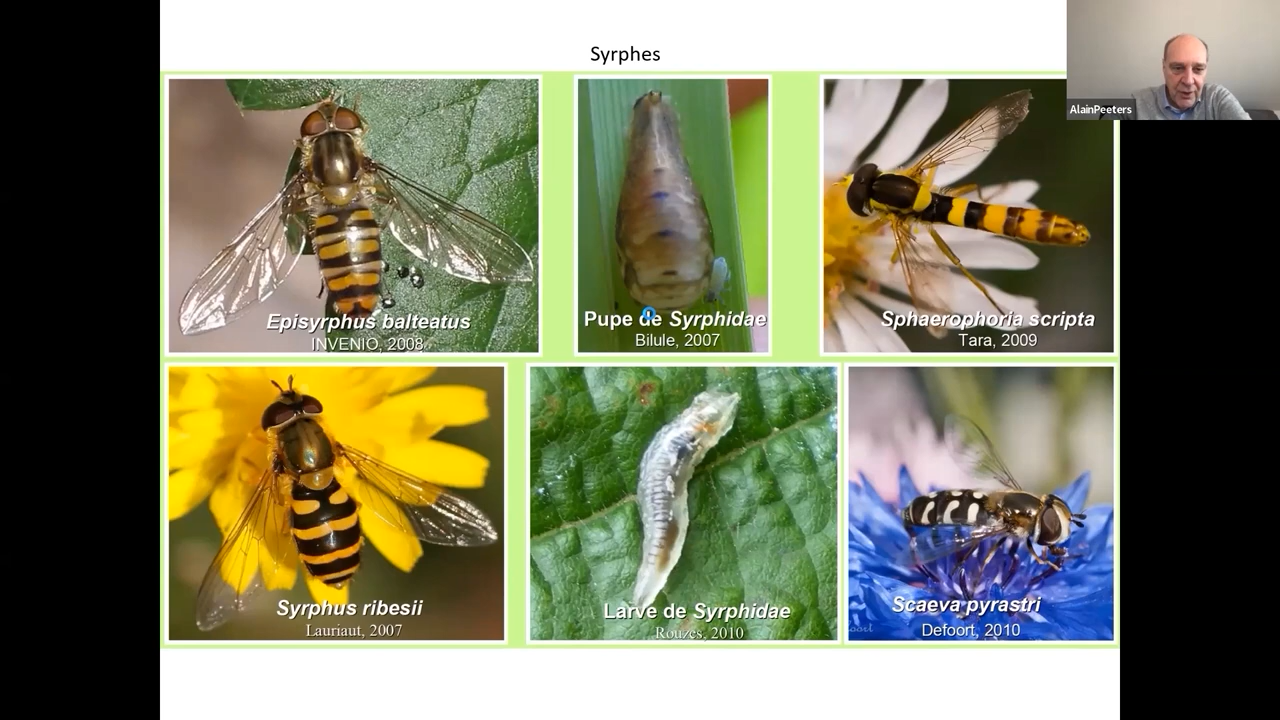 Syrphes
AlainPeeters
Episyrphus balteatus
INVENIO, 2008
Pupe de Syrphidae
Bilule, 2007
Sphaerophoria scripta
Tara, 2009
Syrphus ribesii
Lauriaut, 2007
Larve de Syrphidae
Rouzes, 2010
Scaeva pyrastri
Defoort, 2010